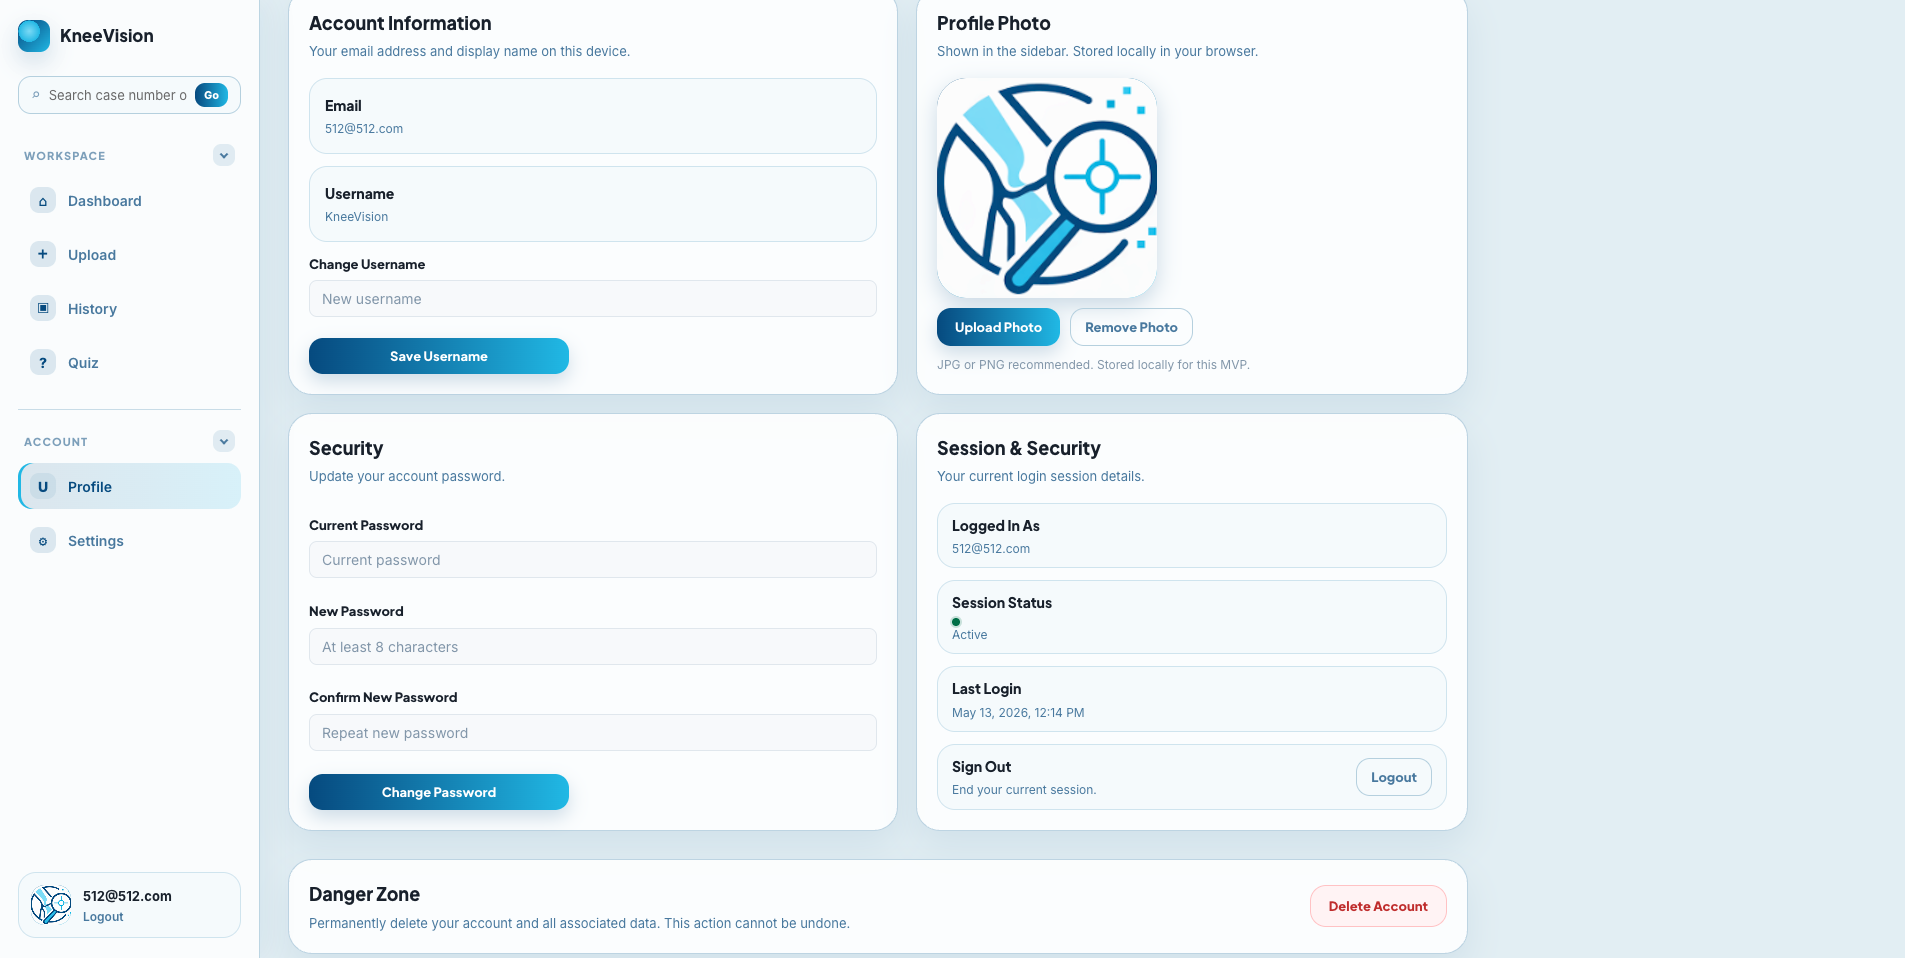 KneeVision
Search case number o
Go
WORKSPACE
Dashboard
Upload
History
Quiz
ACCOUNT
U
Profile
Settings
512@512.com
Logout
Account Information
Your email address and display name on this device.
Email
512@512.com
Username
KneeVision
Change Username
New username
Save Username
Profile Photo
Shown in the sidebar. Stored locally in your browser.
Upload Photo
Remove Photo
JPG or PNG recommended. Stored locally for this MVP.
Security
Update your account password.
Current Password
Current password
New Password
At least 8 characters
Confirm New Password
Repeat new password
Change Password
Session & Security
Your current login session details.
Logged In As
512@512.com
Session Status
Active
Last Login
May 13, 2026, 12:14 PM
Sign Out
End your current session.
Logout
Danger Zone
Permanently delete your account and all associated data. This action cannot be undone.
Delete Account